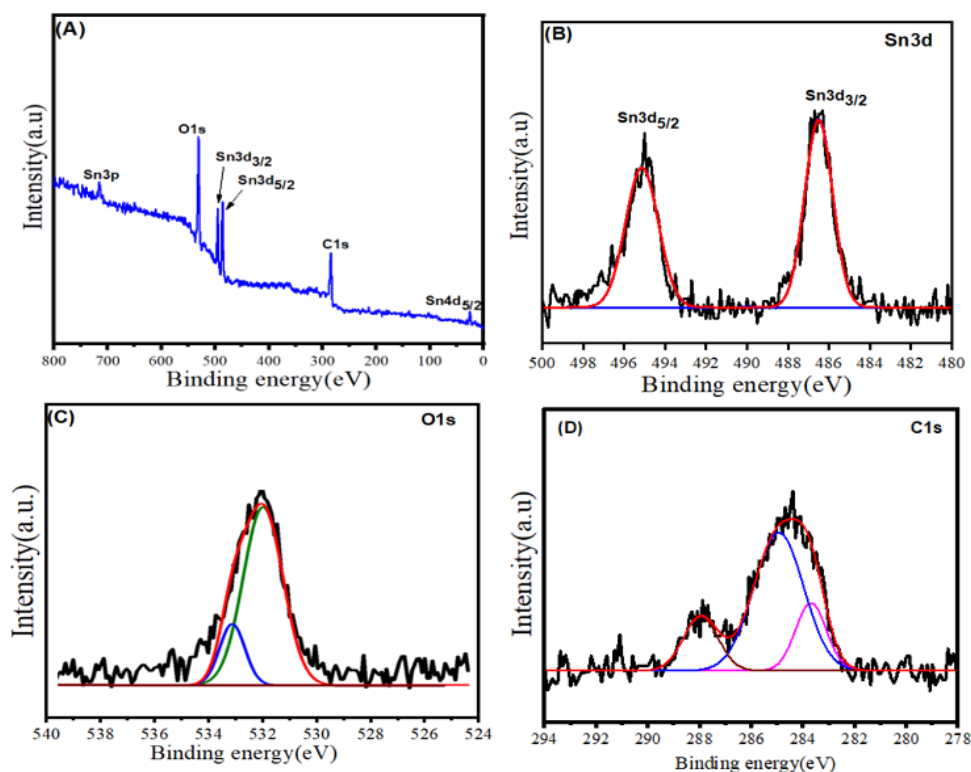 (A)
O1s
Sn3d3/2
Sn3p
Sn3d5/2
C1s
Sn4d5/2
Intensity(a.u)
800 700 600 500 400 300 200 100 0
Binding energy(eV)
(B)
Sn3d
Sn3d5/2
Sn3d3/2
Intensity(a.u)
500 498 496 494 492 490 488 486 484 482 480
Binding energy(eV)
(C)
O1s
Intensity(a.u.)
540 538 536 534 532 530 528 526 524
Binding energy(eV)
(D)
C1s
Intensity(a.u)
294 292 290 288 286 284 282 280 278
Binding energy(eV)